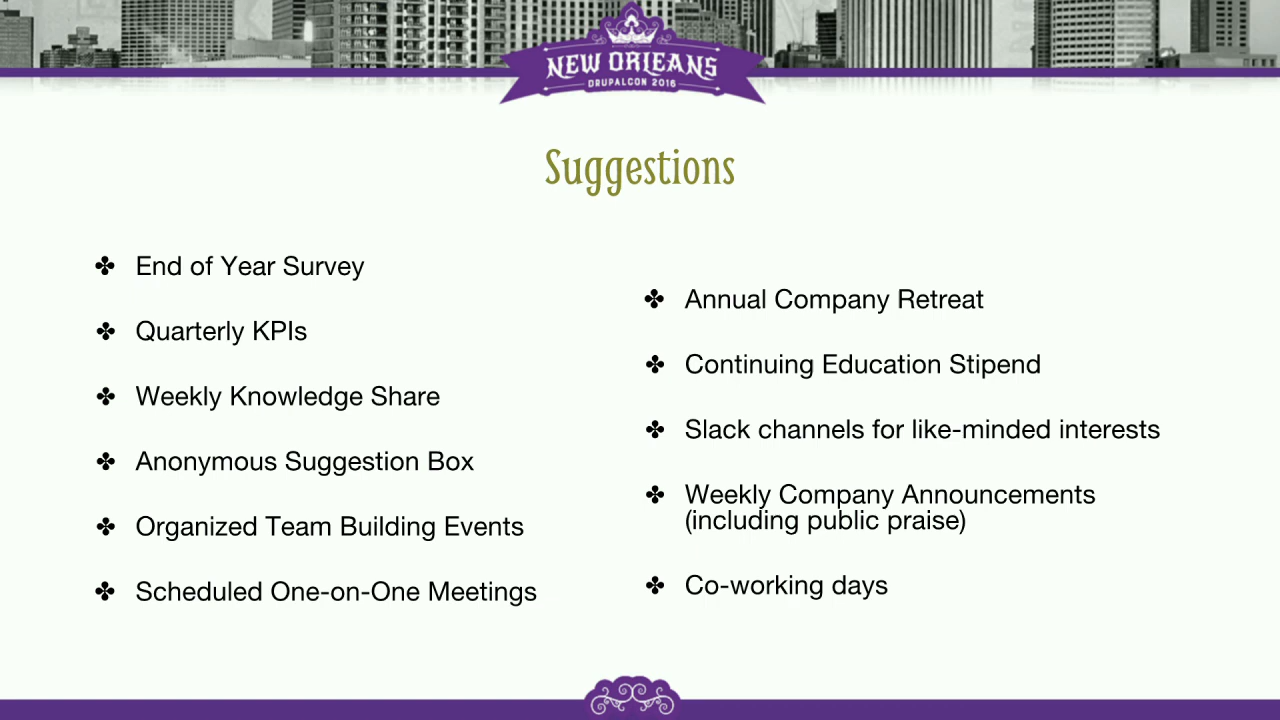 NEW ORLEANS
DRUPALCON 2016
Suggestions
✤ End of Year Survey
✤ Quarterly KPIs
✤ Weekly Knowledge Share
✤ Anonymous Suggestion Box
✤ Organized Team Building Events
✤ Scheduled One-on-One Meetings
✤ Annual Company Retreat
✤ Continuing Education Stipend
✤ Slack channels for like-minded interests
✤ Weekly Company Announcements
(including public praise)
✤ Co-working days